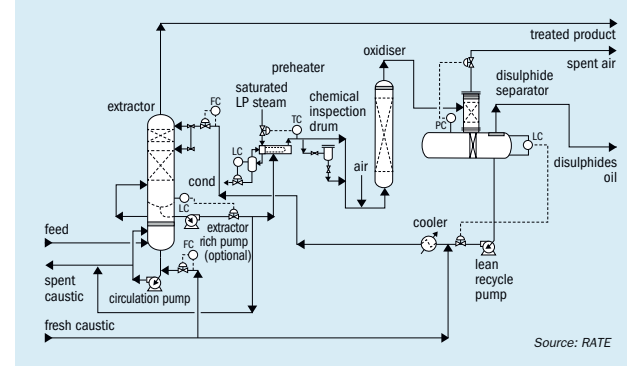 treated product
spent air
oxidiser
disulphide
separator
preheater
saturated
LP steam
chemical
inspection
drum
extractor
FC
TC
LC
PC
LC
air
disulphides
oil
cond
LC
extractor
rich pump
(optional)
cooler
feed
FC
lean
recycle
pump
spent
caustic
circulation pump
fresh caustic
Source: RATE